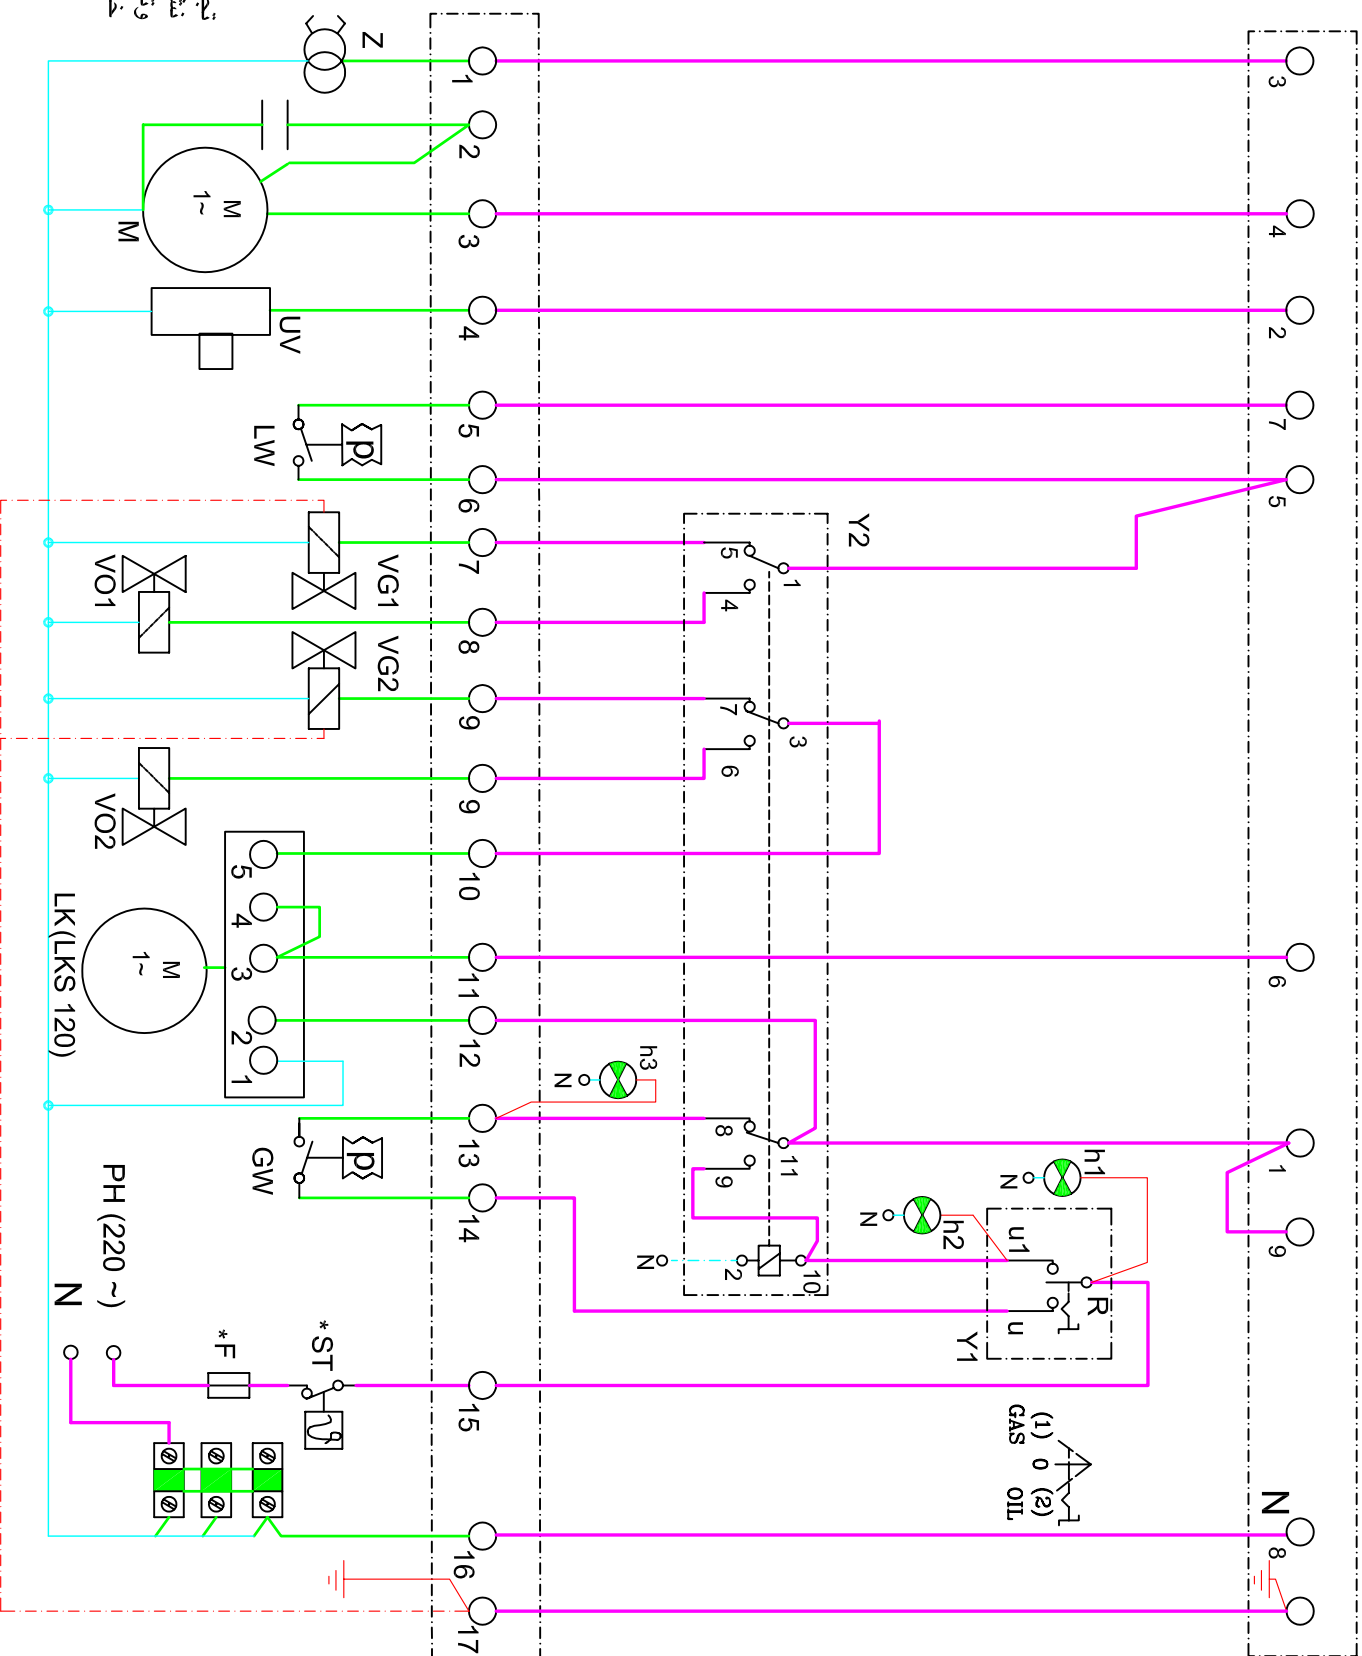 N
3 4 2 7 5 6 1 9 8
h1
R
(1) 0 (2)
GAS OIL
u1 u
N
Y1
h2
N
Y2
1 3 11 10
5 4 7 6 8 9 2
h3
N
N
1 2 3 4 5 6 7 8 9 9 10 11 12 13 14 15 16 17
Z
VG1 VG2
p p
UV
LW GW
*ST
*F
M
1~
M
5 4 3 2 1
M
1~
VO1 VO2
LK(LKS 120)
PH (220 ~)
N